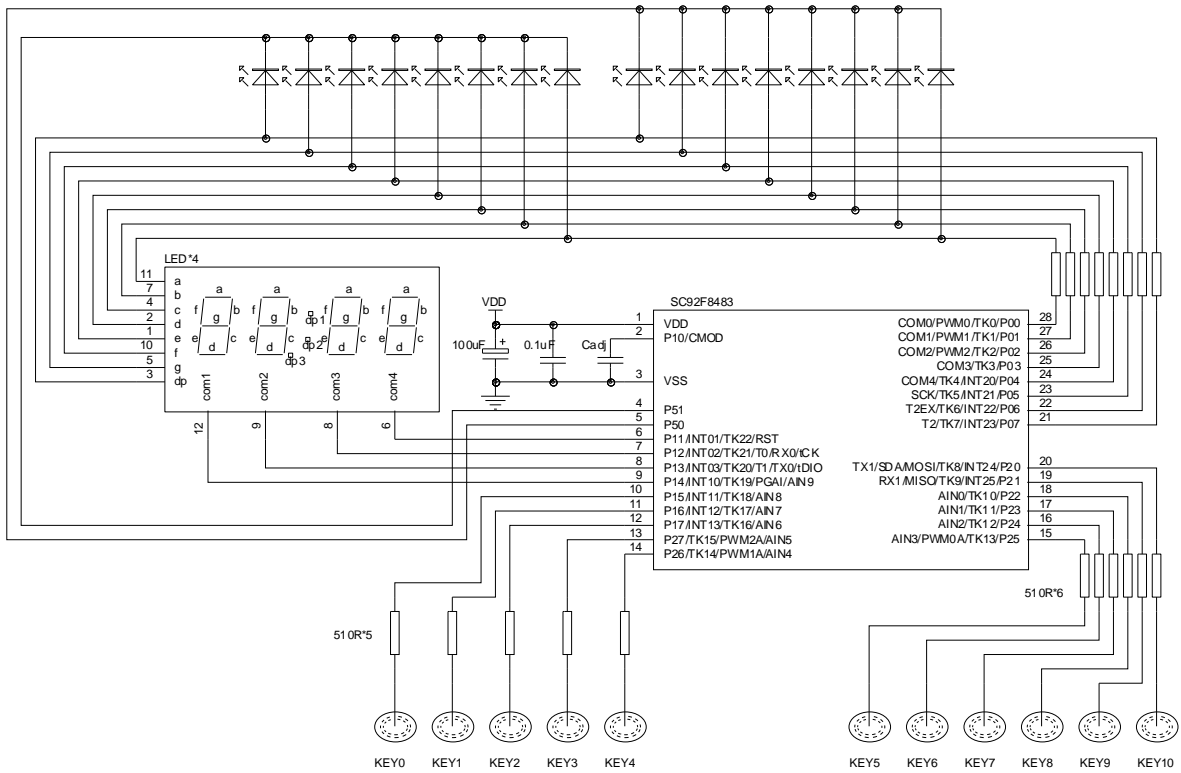 LED*4
11 a
7 b
4 c
2 d
1 e
10 f
5 g
3 dp
a a a a
f b f b f b f b
g g g g
e c e c e c e c
d d d d
dp1
dp2
dp3
com1 com2 com3 com4
12 9 8 6
VDD
100uF + 0.1uF Cadj
SC92F8483
1 VDD
2 P10/CMOD
3 VSS
4 P51
5 P50
6 P11/INT01/TK22/RST
7 P12/INT02/TK21/T0/RX0/tCK
8 P13/INT03/TK20/T1/TX0/tDIO
9 P14/INT10/TK19/PGAI/AIN9
10 P15/INT11/TK18/AIN8
11 P16/INT12/TK17/AIN7
12 P17/INT13/TK16/AIN6
13 P27/TK15/PWM2A/AIN5
14 P26/TK14/PWM1A/AIN4
COM0/PWM0/TK0/P00 28
COM1/PWM1/TK1/P01 27
COM2/PWM2/TK2/P02 26
COM3/TK3/P03 25
COM4/TK4/INT20/P04 24
SCK/TK5/INT21/P05 23
T2EX/TK6/INT22/P06 22
T2/TK7/INT23/P07 21
TX1/SDA/MOSI/TK8/INT24/P20 20
RX1/MISO/TK9/INT25/P21 19
AIN0/TK10/P22 18
AIN1/TK11/P23 17
AIN2/TK12/P24 16
AIN3/PWM0A/TK13/P25 15
510R*5
510R*6
KEY0 KEY1 KEY2 KEY3 KEY4 KEY5 KEY6 KEY7 KEY8 KEY9 KEY10